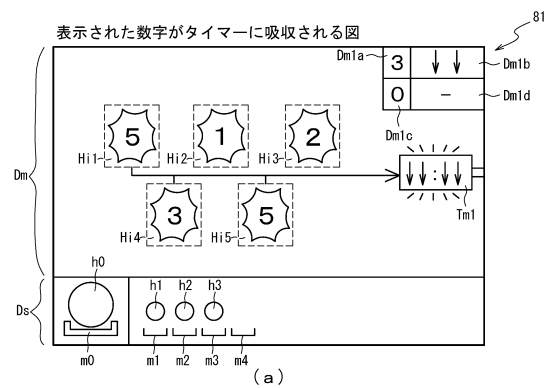 表示された数字がタイマーに吸収される図
81
Dm1a 3 ↓ ↓ Dm1b
0 − Dm1d
Dm1c
5 1 2
Hi1 Hi2 Hi3
Dm
↓↓:↓↓
Tm1
3 5
Hi4 Hi5
h0
Ds
h1 h2 h3
m0 m1 m2 m3 m4
(a)